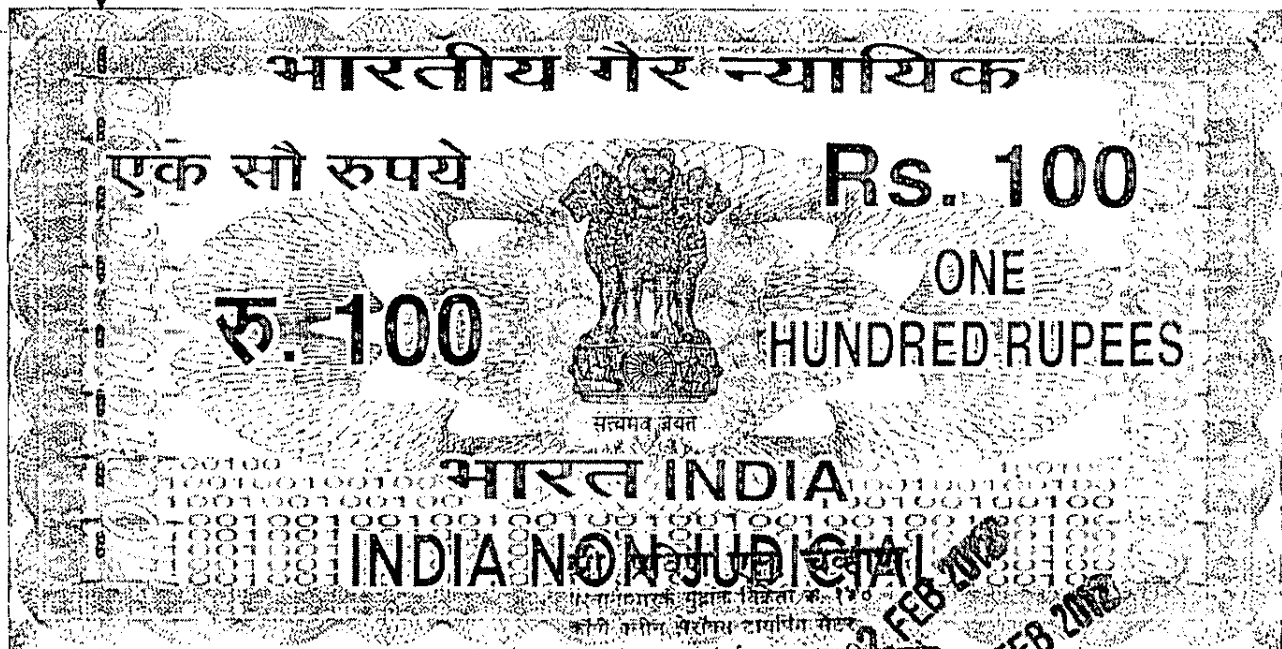 भारतीय गैर न्यायिक
एक सौ रुपये
Rs. 100
रु. 100
ONE
HUNDRED RUPEES
सत्यमेव जयते
भारत INDIA
INDIA NON JUDICIAL
FEB 2012
FEB 2012